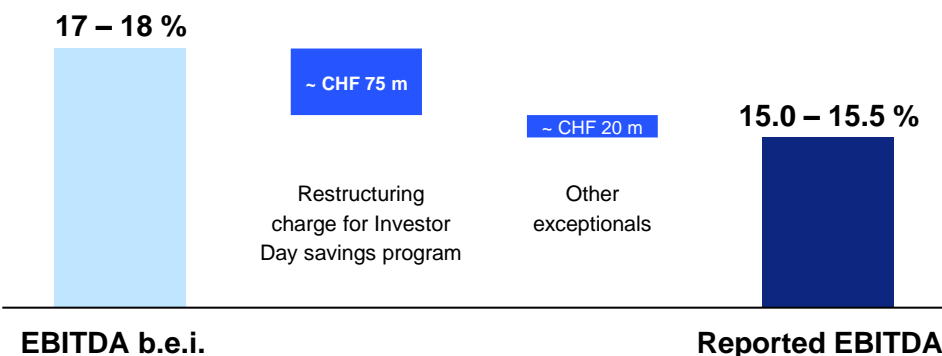 17 – 18 %
~ CHF 75 m
~ CHF 20 m
15.0 – 15.5 %
Restructuring
charge for Investor
Day savings program
Other
exceptionals
EBITDA b.e.i.
Reported EBITDA